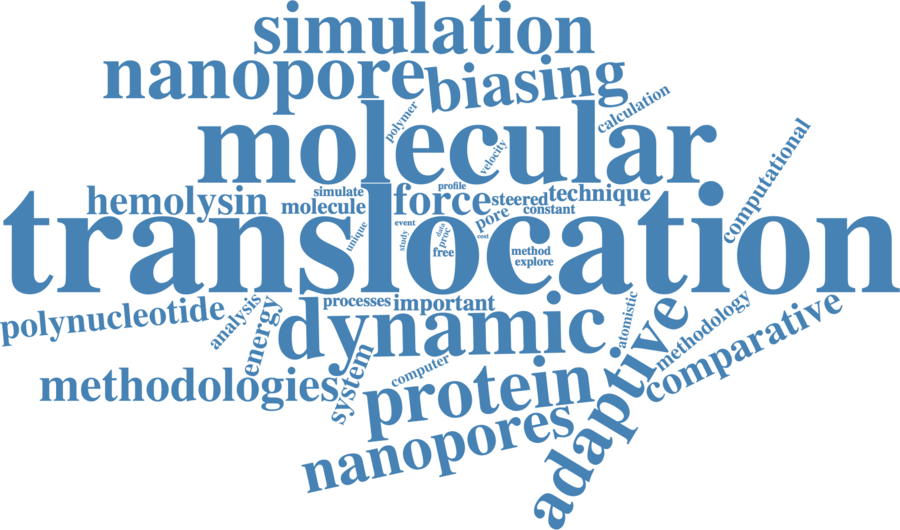 simulation
nanopore
biasing
polymer
calculation
molecular
velocity
computational
profile
simulate
hemolysin
molecule
force
steered
technique
pore
constant
translocation
unique
event
study
data
proc
cost
free
method
explore
polynucleotide
analysis
energy
processes
important
dynamic
atomistic
adaptive
methodology
comparative
methodologies
system
computer
protein
nanopores